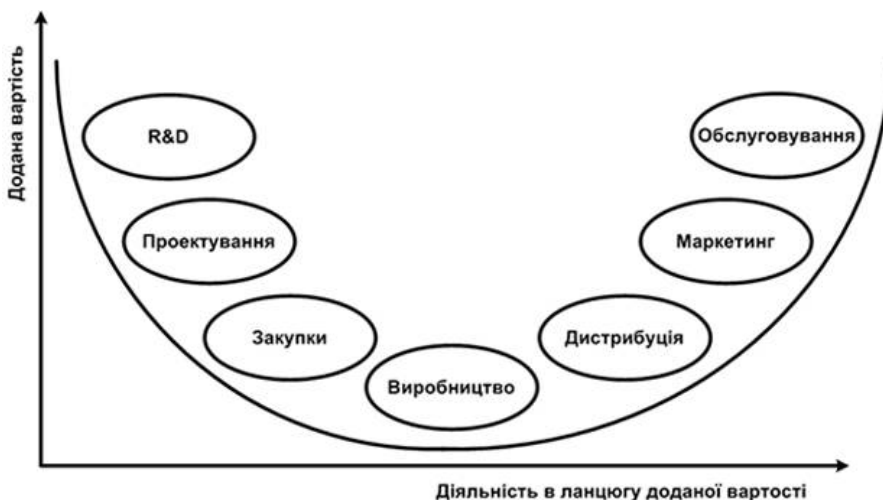 Додана вартість
R&D
Обслуговування
Проектування
Маркетинг
Закупки
Дистрибуція
Виробництво
Діяльність в ланцюгу доданої вартості